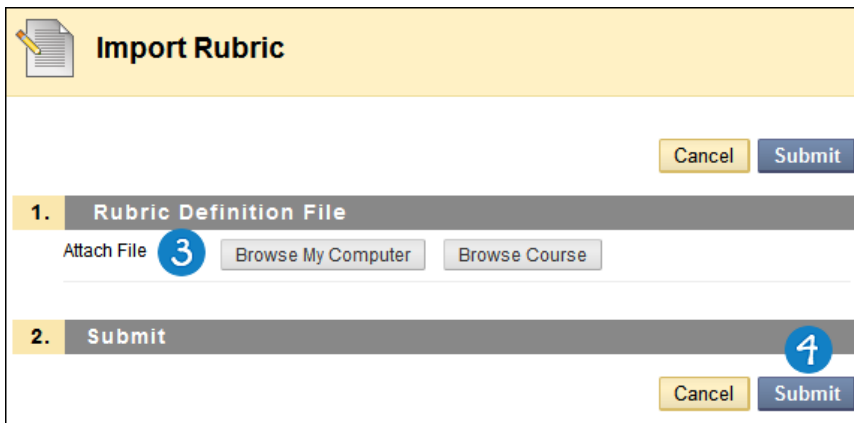 Import Rubric
Cancel Submit
1. Rubric Definition File
Attach File 3 Browse My Computer Browse Course
2. Submit
4
Cancel Submit